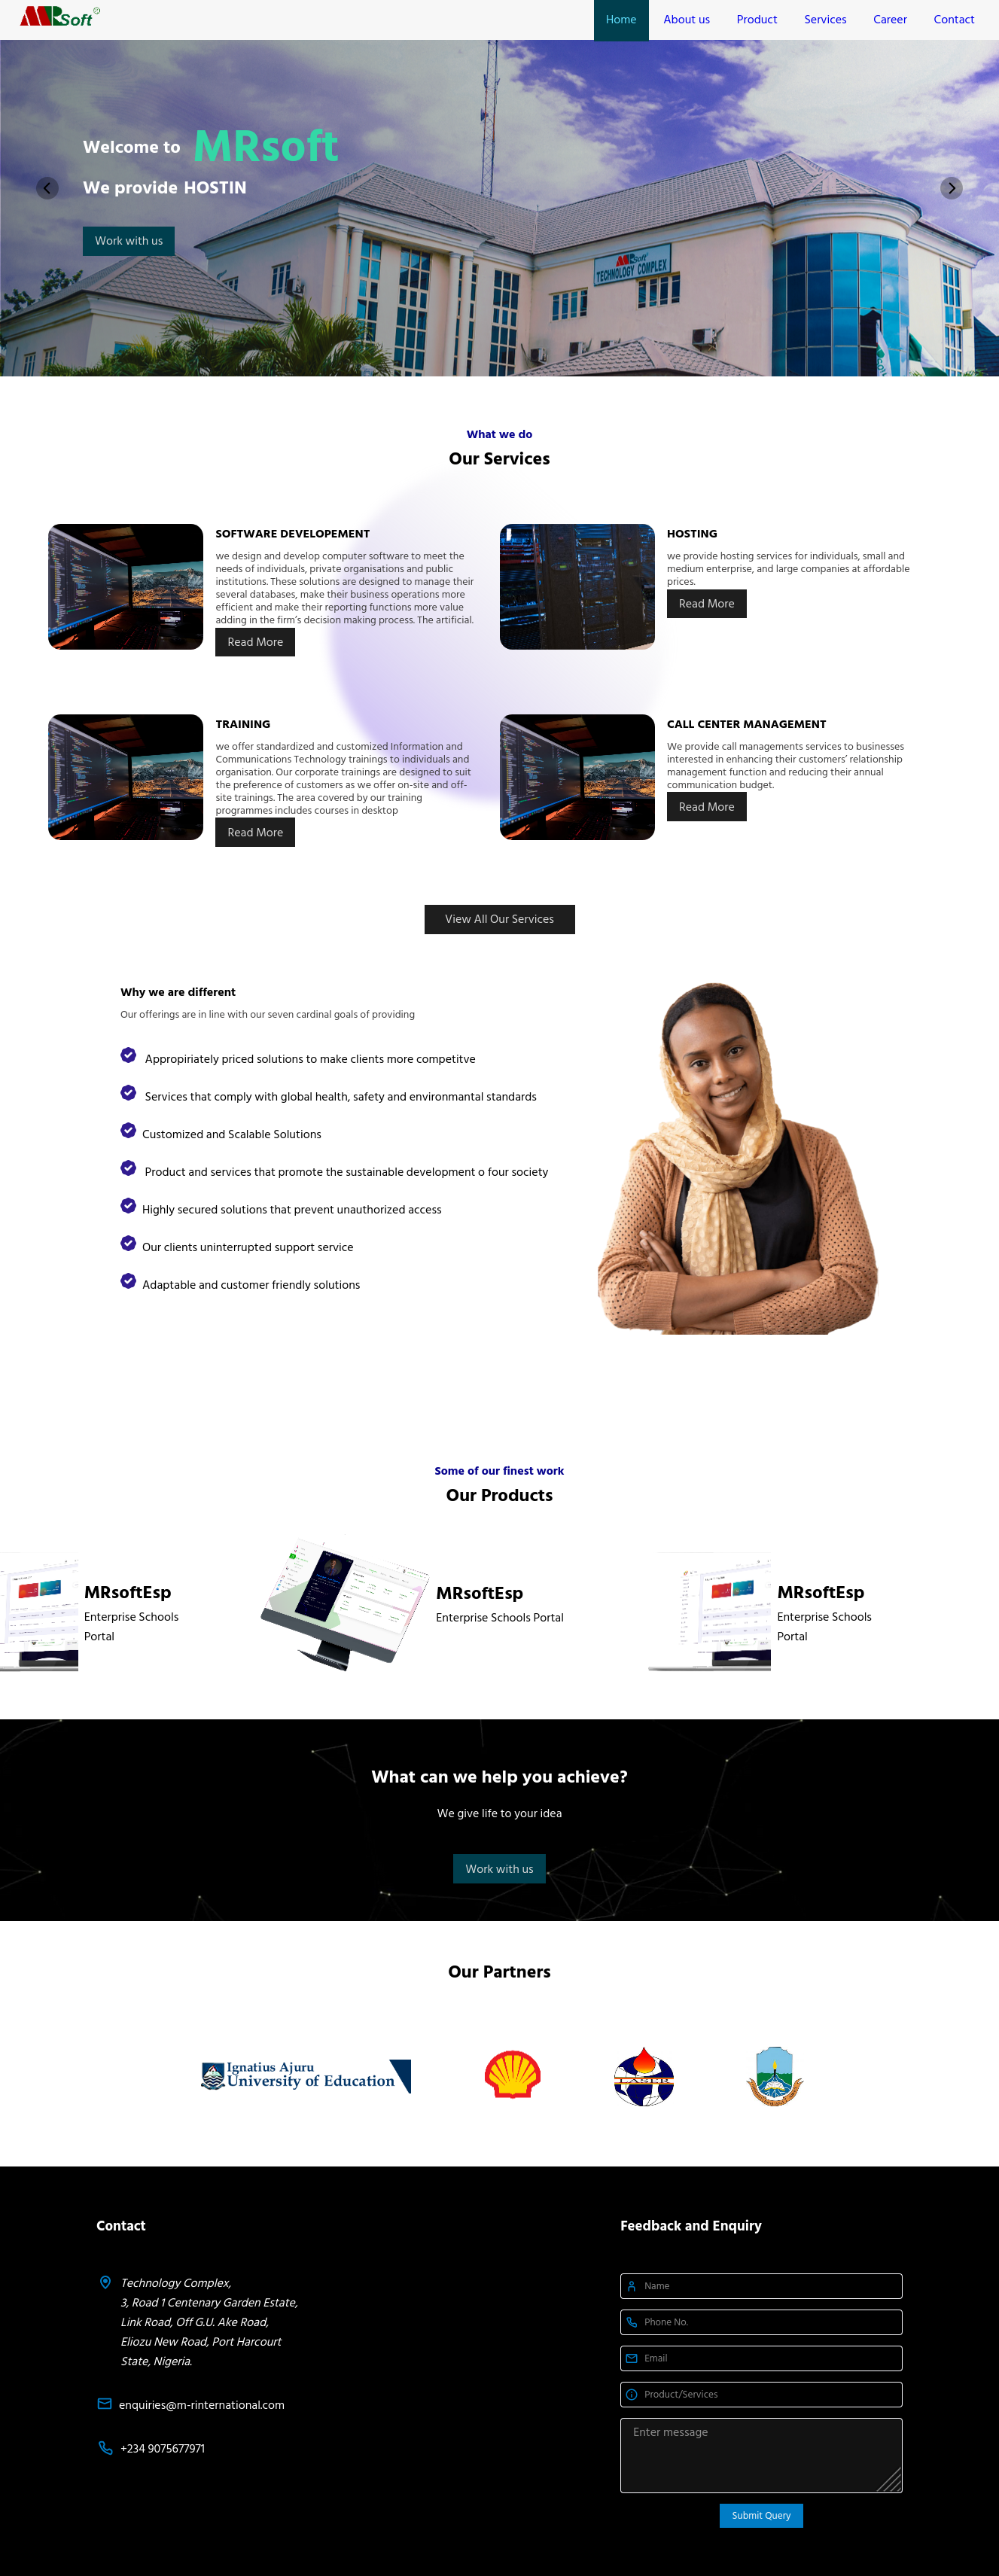 MRSoft
Home
About us
Product
Services
Career
Contact
Welcome to MRsoft
We provide HOSTIN
Work with us
MRSoft
TECHNOLOGY COMPLEX
What we do
Our Services
SOFTWARE DEVELOPEMENT
we design and develop computer software to meet the
needs of individuals, private organisations and public
institutions. These solutions are designed to manage their
several databases, make their business operations more
efficient and make their reporting functions more value
adding in the firm's decision making process. The artificial.
Read More
HOSTING
we provide hosting services for individuals, small and
medium enterprise, and large companies at affordable
prices.
Read More
TRAINING
we offer standardized and customized Information and
Communications Technology trainings to individuals and
organisation. Our corporate trainings are designed to suit
the preference of customers as we offer on-site and off-
site trainings. The area covered by our training
programmes includes courses in desktop
Read More
CALL CENTER MANAGEMENT
We provide call managements services to businesses
interested in enhancing their customers' relationship
management function and reducing their annual
communication budget.
Read More
View All Our Services
Why we are different
Our offerings are in line with our seven cardinal goals of providing
Appropiriately priced solutions to make clients more competitve
Services that comply with global health, safety and environmantal standards
Customized and Scalable Solutions
Product and services that promote the sustainable development o four society
Highly secured solutions that prevent unauthorized access
Our clients uninterrupted support service
Adaptable and customer friendly solutions
Some of our finest work
Our Products
MRsoftEsp
Enterprise Schools
Portal
MRsoftEsp
Enterprise Schools Portal
MRsoftEsp
Enterprise Schools
Portal
What can we help you achieve?
We give life to your idea
Work with us
Our Partners
Ignatius Ajuru
University of Education
Contact
Technology Complex,
3, Road 1 Centenary Garden Estate,
Link Road, Off G.U. Ake Road,
Eliozu New Road, Port Harcourt
State, Nigeria.
enquiries@m-rinternational.com
+234 9075677971
Feedback and Enquiry
Name
Phone No.
Email
Product/Services
Enter message
Submit Query